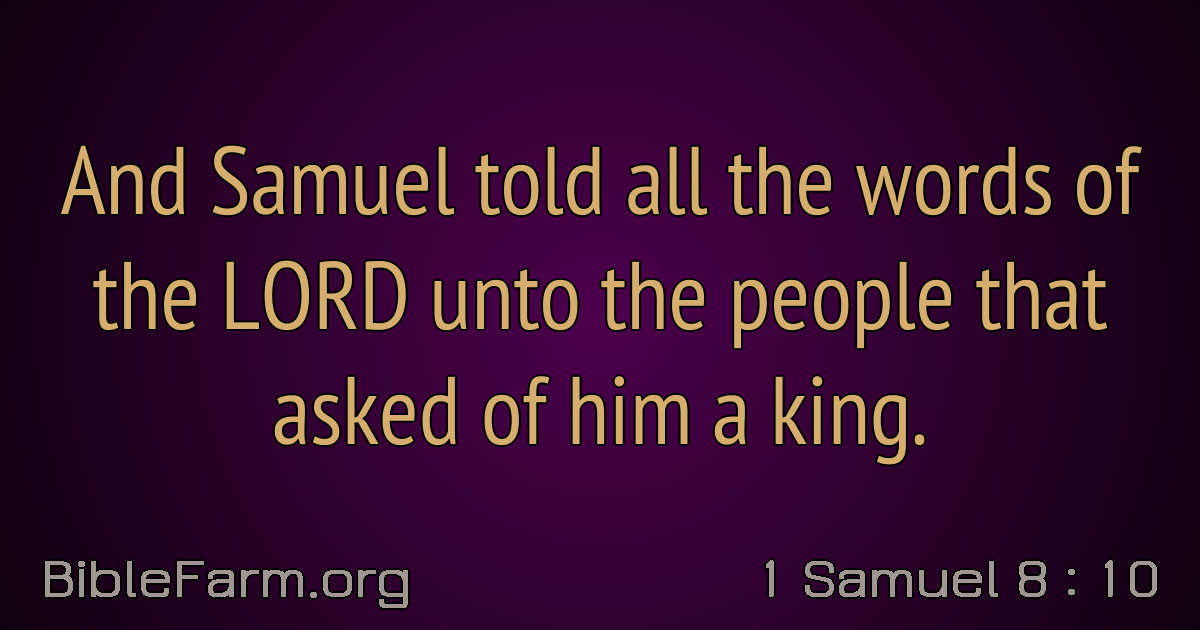 And Samuel told all the words of
the LORD unto the people that
asked of him a king.
BibleFarm.org
1 Samuel 8 : 10